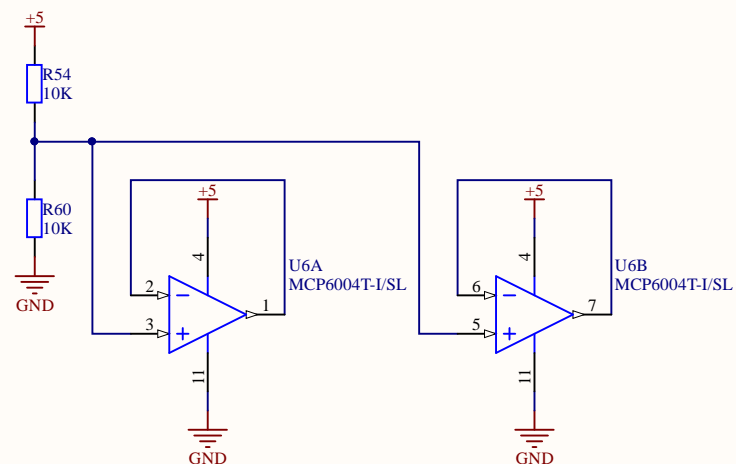 +5
R54
10K
R60
10K
GND
+5
4
2
3
1
11
U6A
MCP6004T-I/SL
GND
+5
4
6
5
7
11
U6B
MCP6004T-I/SL
GND